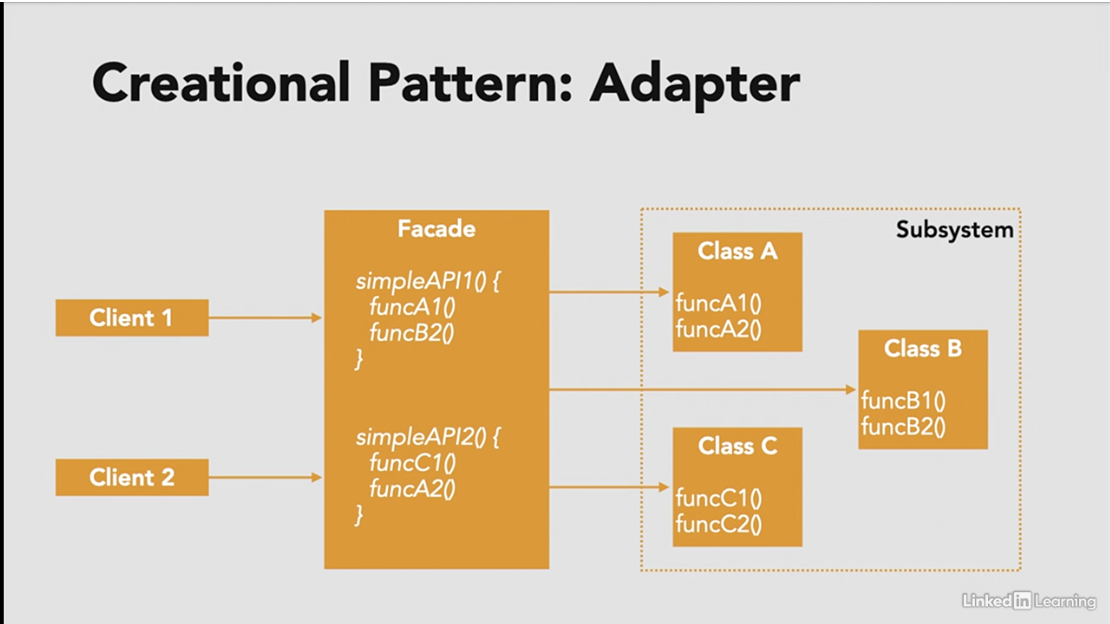 Creational Pattern: Adapter
Client 1
Client 2
Facade
simpleAPI1() {
funcA1()
funcB2()
}
simpleAPI2() {
funcC1()
funcA2()
}
Subsystem
Class A
funcA1()
funcA2()
Class B
funcB1()
funcB2()
Class C
funcC1()
funcC2()
LinkedIn Learning